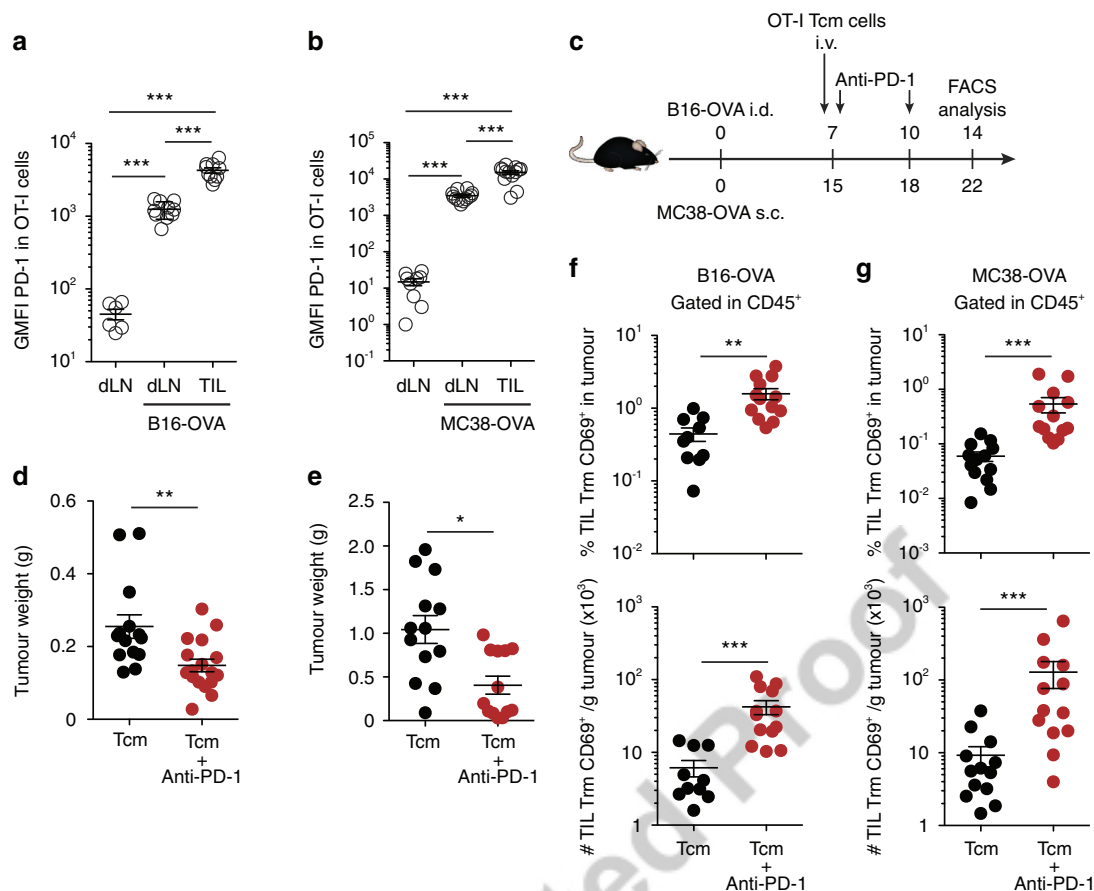 a
***
***
***
10⁴
10³
10²
10¹
GMFI PD-1 in OT-I cells
dLN dLN TIL
B16-OVA
b
***
***
***
10⁵
10⁴
10³
10²
10¹
10⁰
10⁻¹
GMFI PD-1 in OT-I cells
dLN dLN TIL
MC38-OVA
c
OT-I Tcm cells
i.v.
Anti-PD-1
FACS
analysis
B16-OVA i.d.
0 7 10 14
0 15 18 22
MC38-OVA s.c.
d
**
0.6
0.4
0.2
0
Tumour weight (g)
Tcm Tcm
+
Anti-PD-1
e
*
2.5
2.0
1.5
1.0
0.5
0
Tumour weight (g)
Tcm Tcm
+
Anti-PD-1
f
B16-OVA
Gated in CD45⁺
**
10¹
10⁰
10⁻¹
10⁻²
% TIL Trm CD69⁺ in tumour
***
10³
10²
10
1
# TIL Trm CD69⁺ /g tumour (x10³)
Tcm Tcm
+
Anti-PD-1
g
MC38-OVA
Gated in CD45⁺
***
10¹
10⁰
10⁻¹
10⁻²
10⁻³
% TIL Trm CD69⁺ in tumour
***
10³
10²
10
1
# TIL Trm CD69⁺ /g tumour (x10³)
Tcm Tcm
+
Anti-PD-1
ted Proof